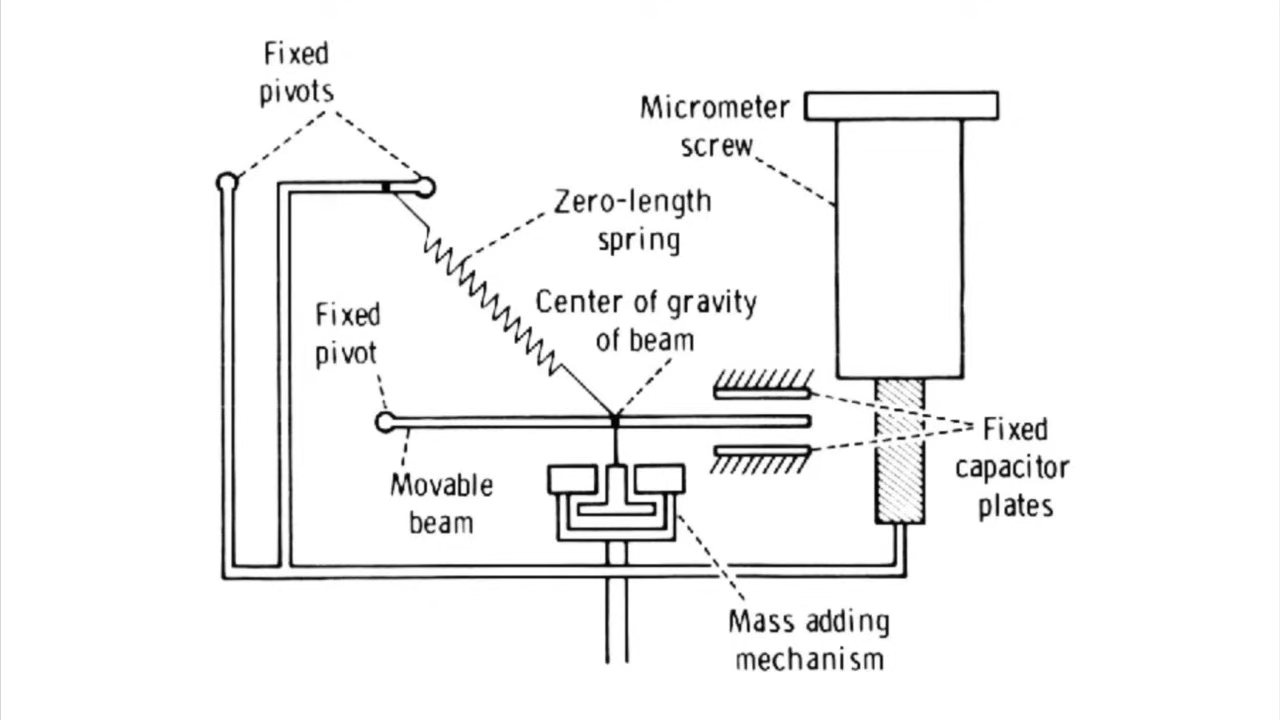 Fixed
pivots
Micrometer
screw
Zero-length
spring
Center of gravity
of beam
Fixed
pivot
Movable
beam
Fixed
capacitor
plates
Mass adding
mechanism